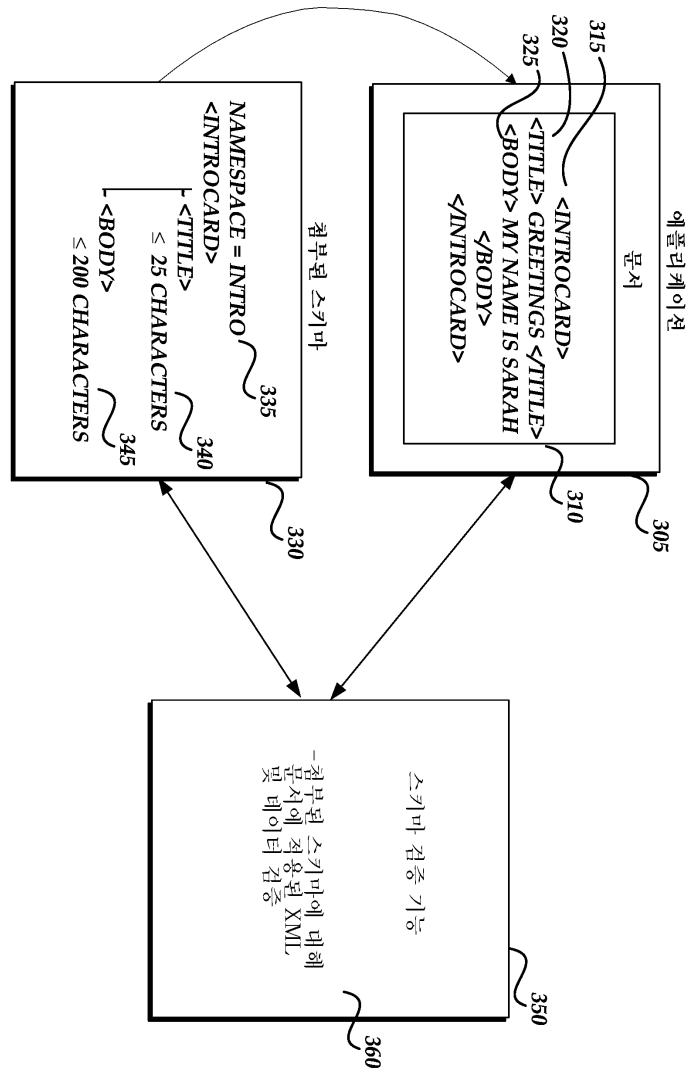 애플리케이션
문서
<INTROCARD>
<TITLE> GREETINGS </TITLE>
<BODY> MY NAME IS SARAH
</BODY>
</INTROCARD>
315
320
325
310
305
첨부된 스키마
NAMESPACE = INTRO
<INTROCARD>
<TITLE>
≤ 25 CHARACTERS
<BODY>
≤ 200 CHARACTERS
335
340
345
330
스키마 검증 기능
-첨부된 스키마에 대해
문서에 적용된 XML
및 데이터 검증
350
360